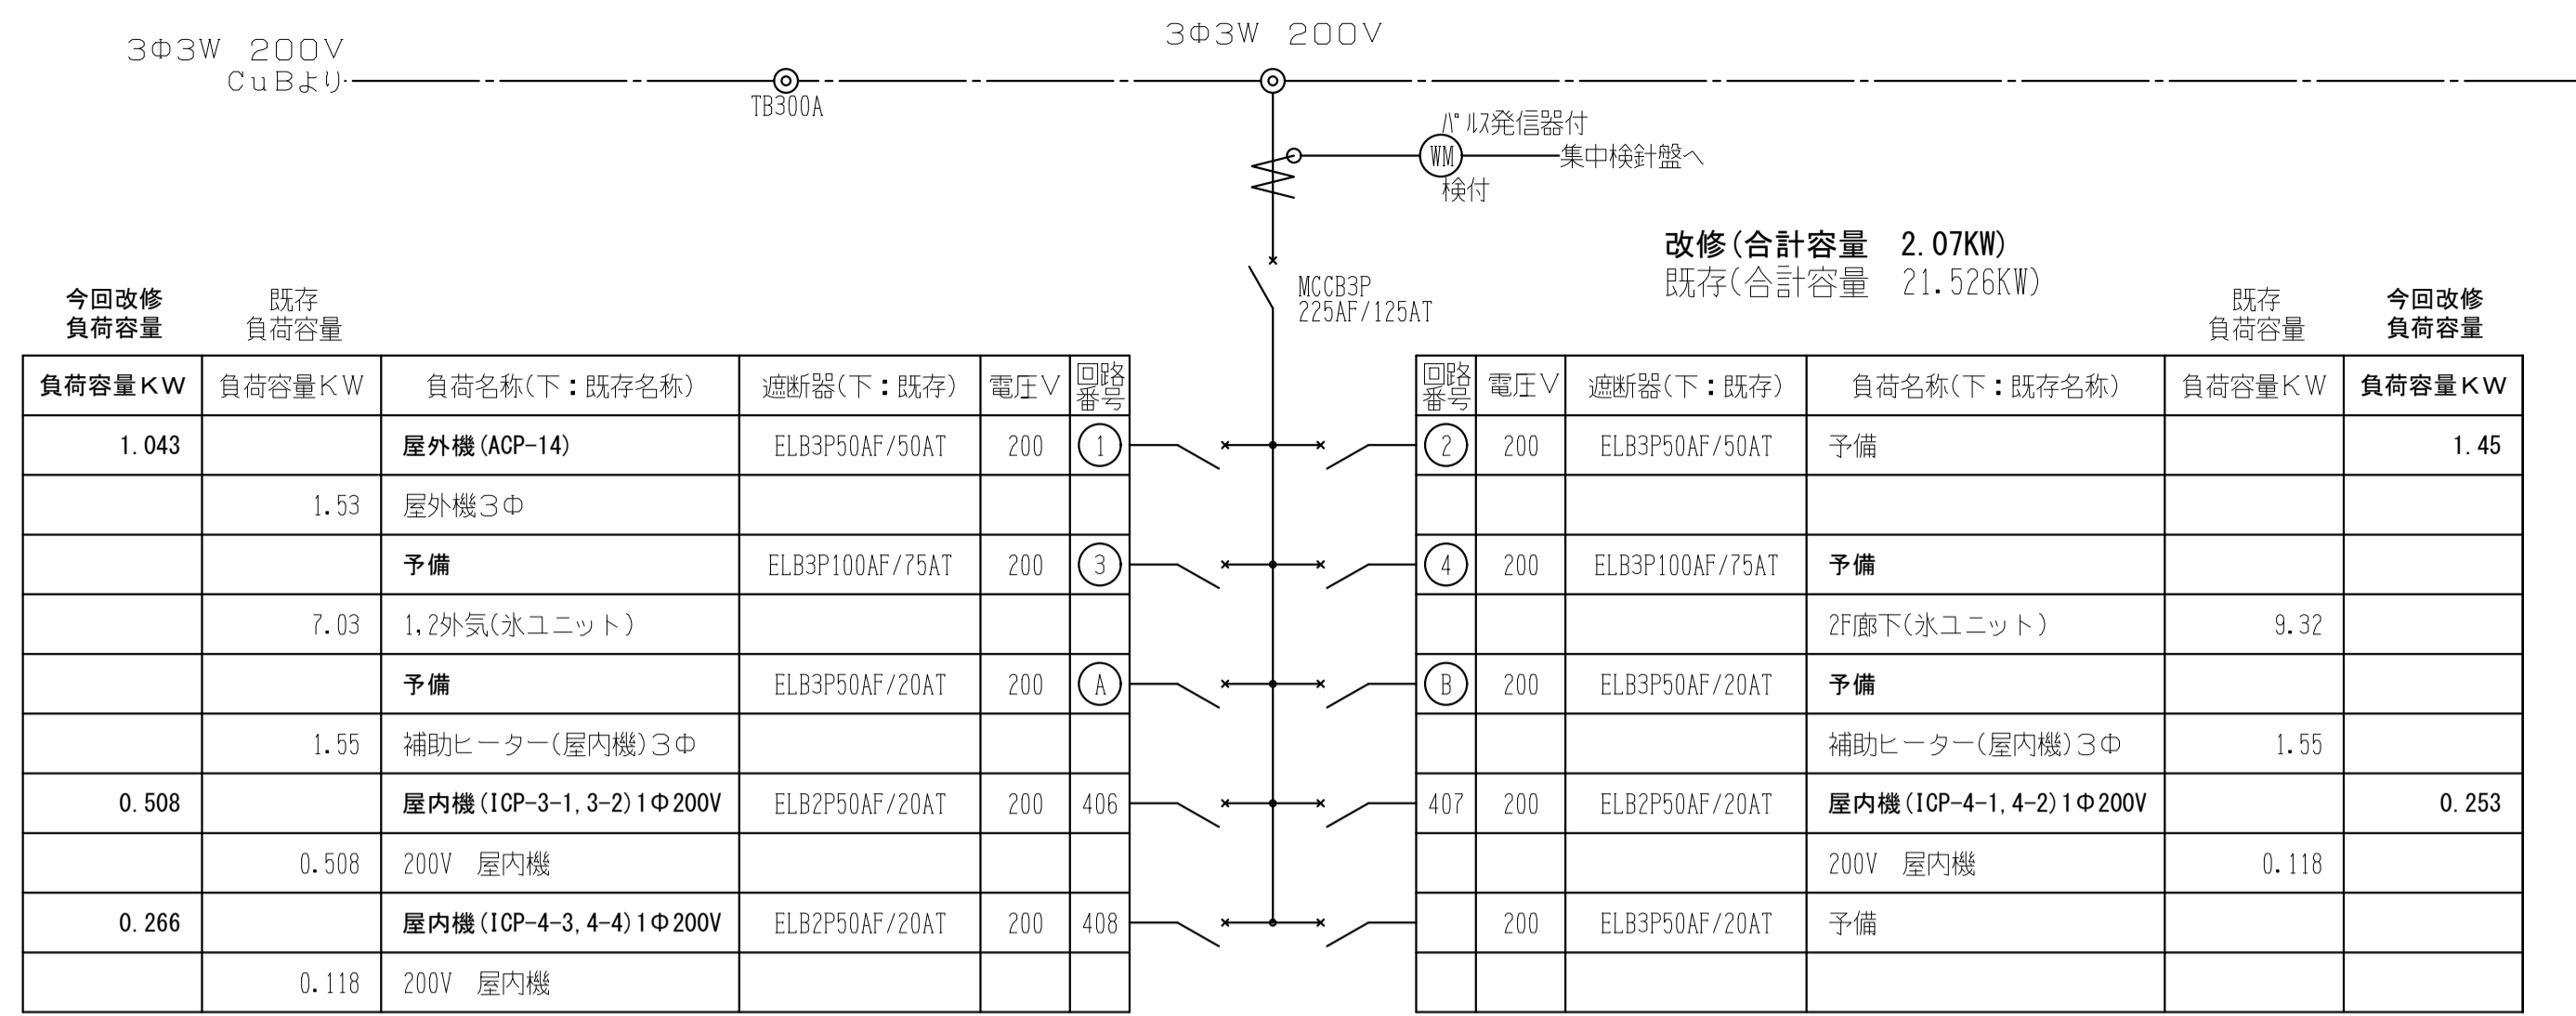 3Φ3W 200V
3Φ3W 200V
CuBより
TB300A
パルス発信器付
WM
集中検針盤へ
検付
改修(合計容量 2.07KW)
既存(合計容量 21.526KW)
MCCB3P
225AF/125AT
今回改修
負荷容量
既存
負荷容量
既存
負荷容量
今回改修
負荷容量
負荷容量KW 負荷容量KW 負荷名称(下:既存名称) 遮断器(下:既存) 電圧V 回路番号
1.043 屋外機(ACP-14) ELB3P50AF/50AT 200 1
1.53 屋外機3Φ
予備 ELB3P100AF/75AT 200 3
7.03 1,2外気(氷ユニット)
予備 ELB3P50AF/20AT 200 A
1.55 補助ヒーター(屋内機)3Φ
0.508 屋内機(ICP-3-1,3-2)1Φ200V ELB2P50AF/20AT 200 406
0.508 200V 屋内機
0.266 屋内機(ICP-4-3,4-4)1Φ200V ELB2P50AF/20AT 200 408
0.118 200V 屋内機
回路番号 電圧V 遮断器(下:既存) 負荷名称(下:既存名称) 負荷容量KW 負荷容量KW
2 200 ELB3P50AF/50AT 予備 1.45
4 200 ELB3P100AF/75AT 予備
2F廊下(氷ユニット) 9.32
B 200 ELB3P50AF/20AT 予備
補助ヒーター(屋内機)3Φ 1.55
407 200 ELB2P50AF/20AT 屋内機(ICP-4-1,4-2)1Φ200V 0.253
200V 屋内機 0.118
200 ELB3P50AF/20AT 予備